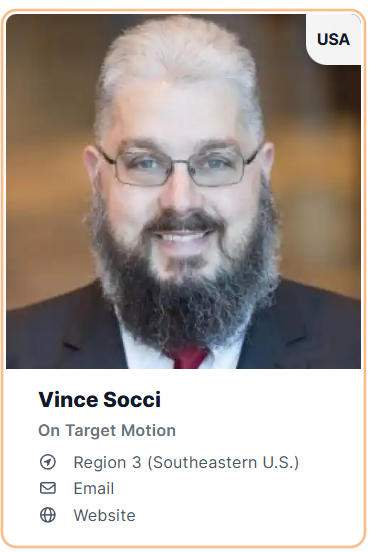 USA
Vince Socci
On Target Motion
Region 3 (Southeastern U.S.)
Email
Website